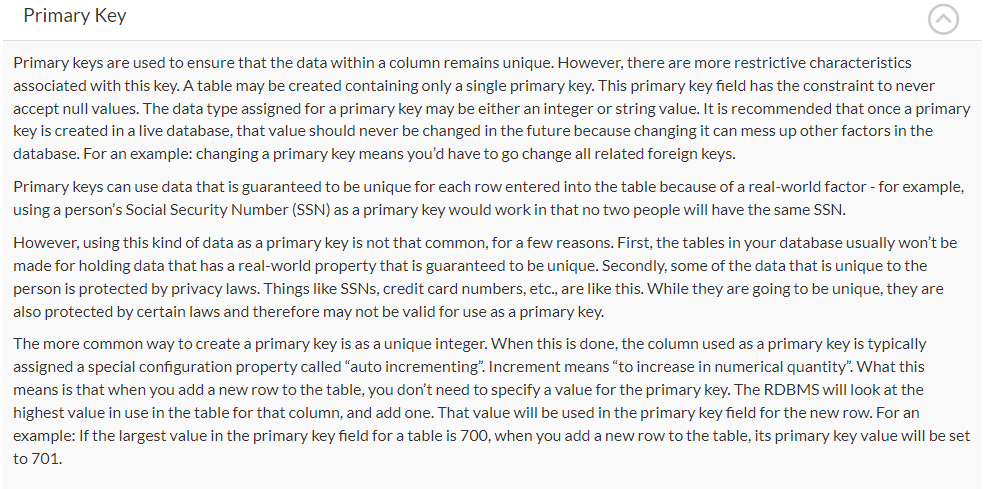 Primary Key
Primary keys are used to ensure that the data within a column remains unique. However, there are more restrictive characteristics
associated with this key. A table may be created containing only a single primary key. This primary key field has the constraint to never
accept null values. The data type assigned for a primary key may be either an integer or string value. It is recommended that once a primary
key is created in a live database, that value should never be changed in the future because changing it can mess up other factors in the
database. For an example: changing a primary key means you’d have to go change all related foreign keys.
Primary keys can use data that is guaranteed to be unique for each row entered into the table because of a real-world factor - for example,
using a person’s Social Security Number (SSN) as a primary key would work in that no two people will have the same SSN.
However, using this kind of data as a primary key is not that common, for a few reasons. First, the tables in your database usually won’t be
made for holding data that has a real-world property that is guaranteed to be unique. Secondly, some of the data that is unique to the
person is protected by privacy laws. Things like SSNs, credit card numbers, etc., are like this. While they are going to be unique, they are
also protected by certain laws and therefore may not be valid for use as a primary key.
The more common way to create a primary key is as a unique integer. When this is done, the column used as a primary key is typically
assigned a special configuration property called “auto incrementing”. Increment means “to increase in numerical quantity”. What this
means is that when you add a new row to the table, you don’t need to specify a value for the primary key. The RDBMS will look at the
highest value in use in the table for that column, and add one. That value will be used in the primary key field for the new row. For an
example: If the largest value in the primary key field for a table is 700, when you add a new row to the table, its primary key value will be set
to 701.